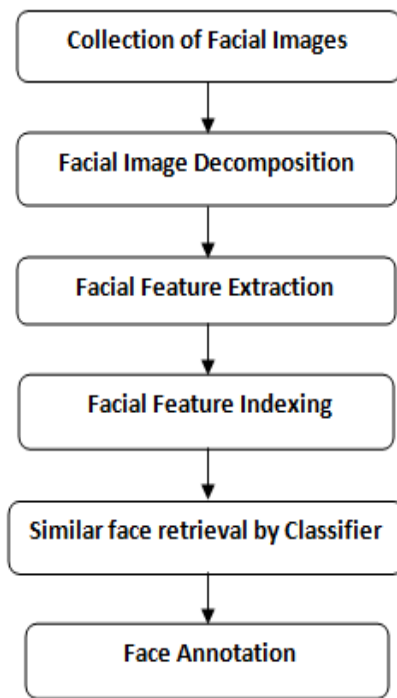 Collection of Facial Images
Facial Image Decomposition
Facial Feature Extraction
Facial Feature Indexing
Similar face retrieval by Classifier
Face Annotation